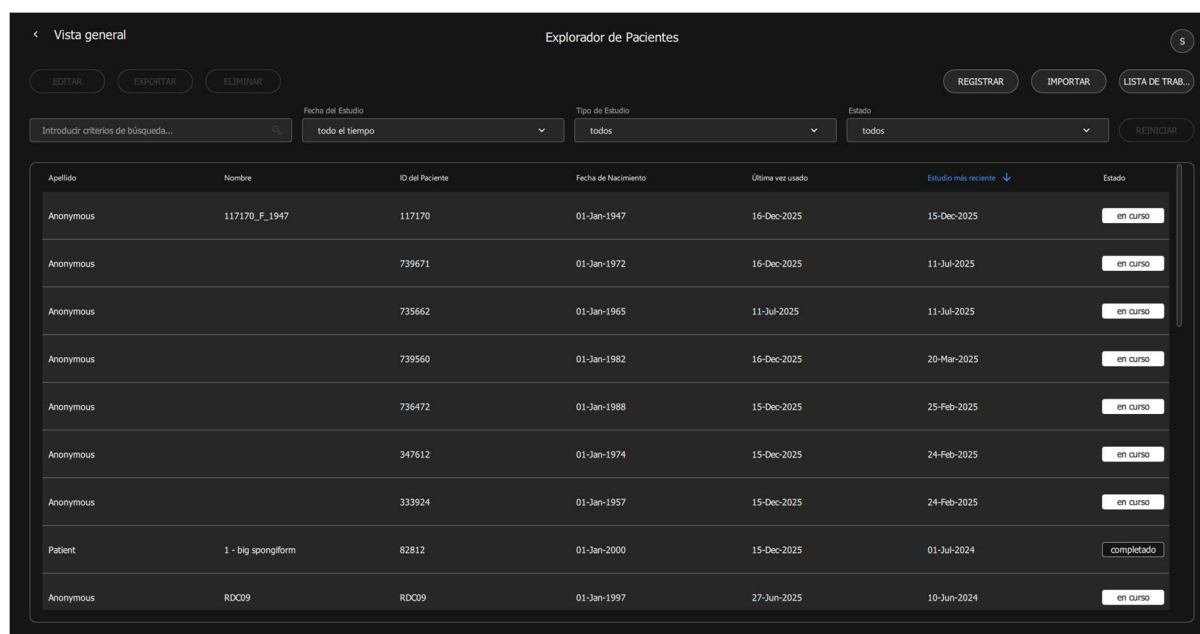 Vista general
Explorador de Pacientes
S
EDITAR EXPORTAR ELIMINAR REGISTRAR IMPORTAR LISTA DE TRAB...
Fecha del Estudio Tipo de Estudio Estado
Introducir criterios de búsqueda... todo el tiempo todos todos REINICIAR
Apellido Nombre ID del Paciente Fecha de Nacimiento Última vez usado Estudio más reciente Estado
Anonymous 117170_F_1947 117170 01-Jan-1947 16-Dec-2025 15-Dec-2025 en curso
Anonymous 739671 01-Jan-1972 16-Dec-2025 11-Jul-2025 en curso
Anonymous 735662 01-Jan-1965 11-Jul-2025 11-Jul-2025 en curso
Anonymous 739560 01-Jan-1982 16-Dec-2025 20-Mar-2025 en curso
Anonymous 736472 01-Jan-1988 15-Dec-2025 25-Feb-2025 en curso
Anonymous 347612 01-Jan-1974 15-Dec-2025 24-Feb-2025 en curso
Anonymous 333924 01-Jan-1957 15-Dec-2025 24-Feb-2025 en curso
Patient 1 - big spongiform 82812 01-Jan-2000 15-Dec-2025 01-Jul-2024 completado
Anonymous RDC09 RDC09 01-Jan-1997 27-Jun-2025 10-Jun-2024 en curso